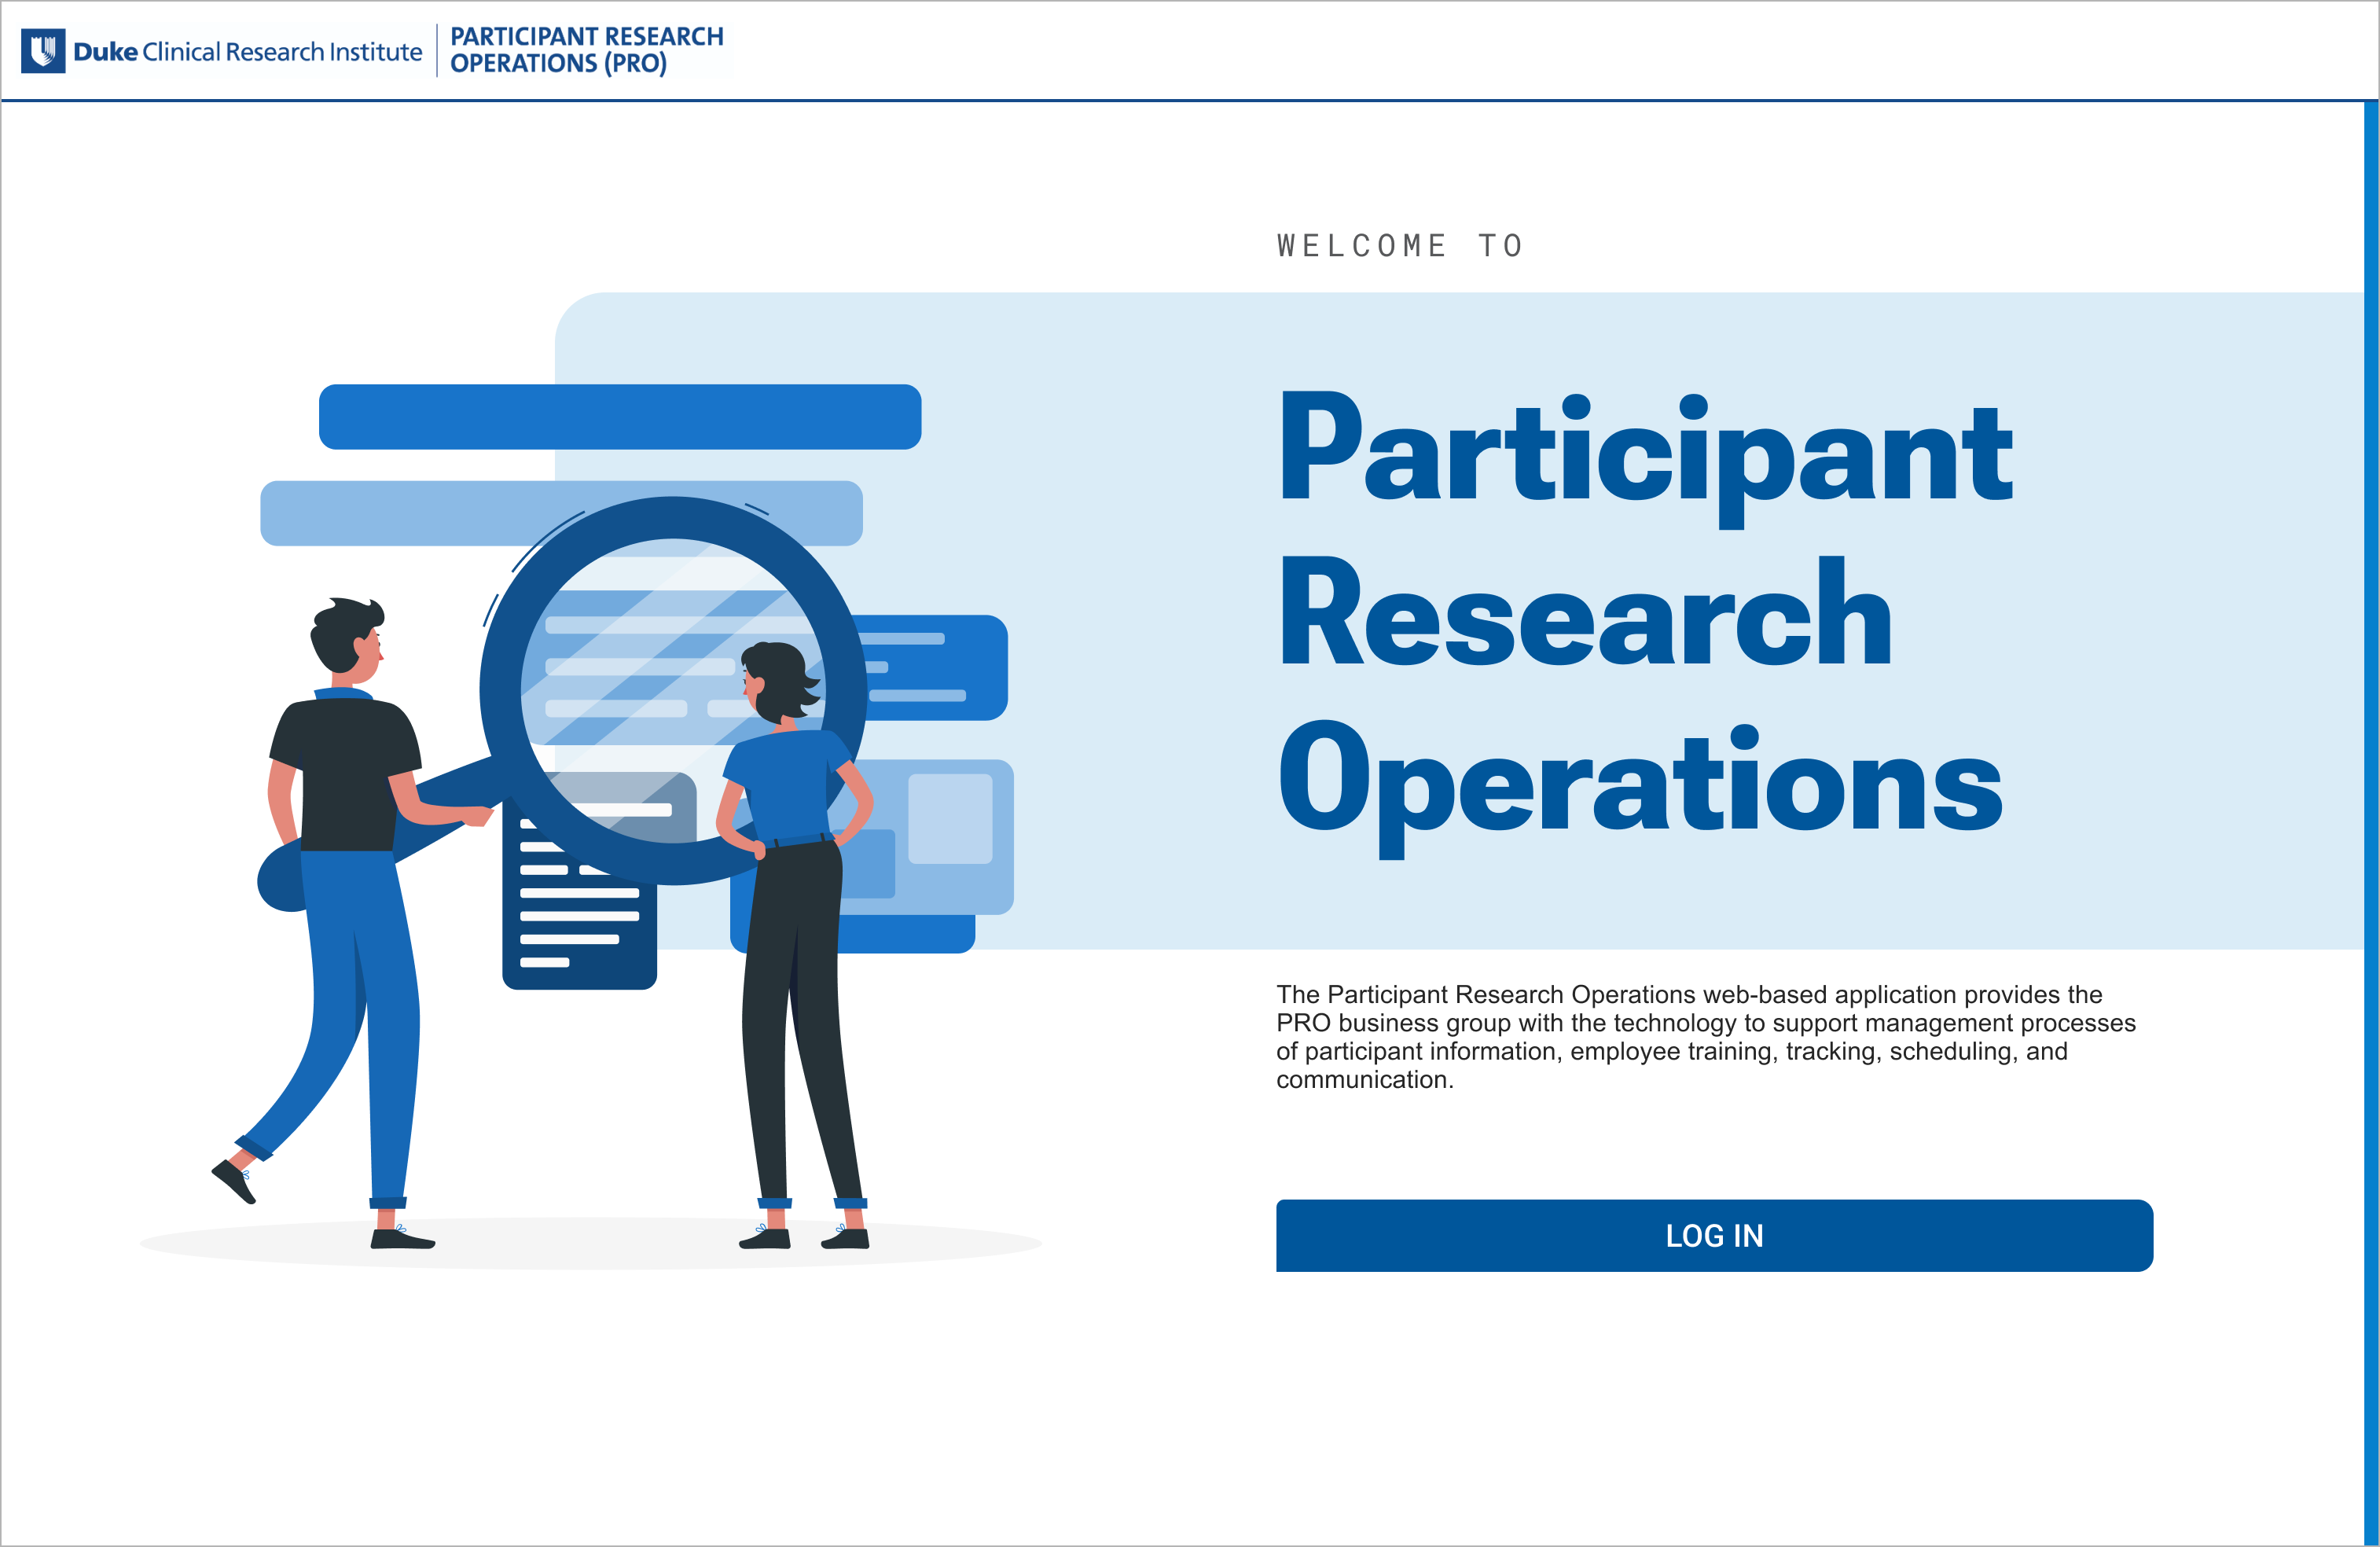 Duke Clinical Research Institute
PARTICIPANT RESEARCH
OPERATIONS (PRO)
WELCOME TO
Participant
Research
Operations
The Participant Research Operations web-based application provides the
PRO business group with the technology to support management processes
of participant information, employee training, tracking, scheduling, and
communication.
LOG IN